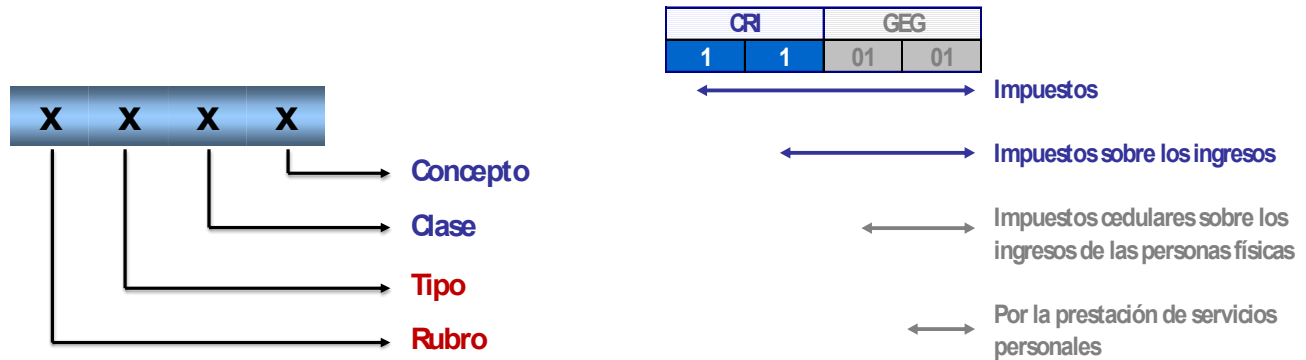 X X X X
Concepto
Clase
Tipo
Rubro
CRI GEG
1 1 01 01
Impuestos
Impuestos sobre los ingresos
Impuestos cedulares sobre los
ingresos de las personas físicas
Por la prestación de servicios
personales